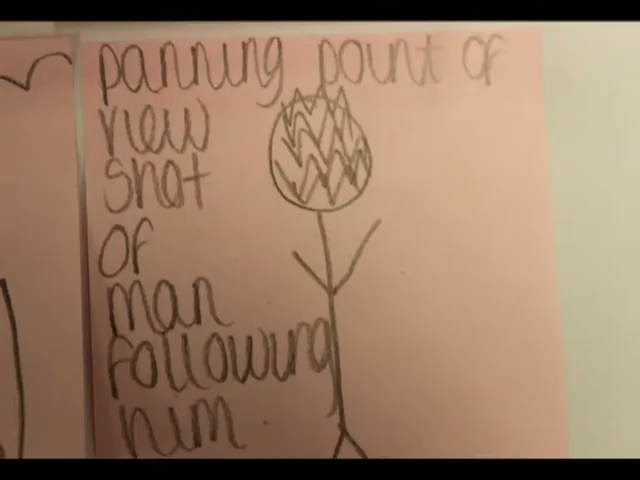 panning point of
view
shot
of
man
following
him